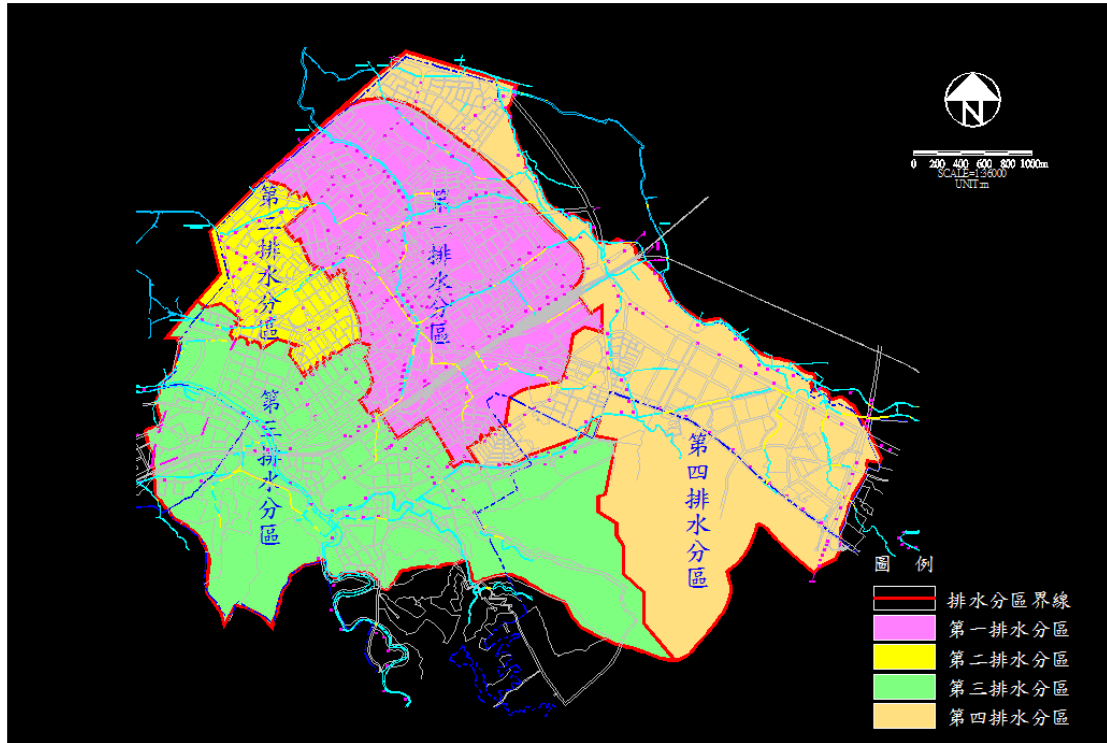 N
0 200 400 600 800 1000m
SCALE=1:36000
UNIT:m
第二排水分區
第一排水分區
第三排水分區
第四排水分區
圖 例
排水分區界線
第一排水分區
第二排水分區
第三排水分區
第四排水分區